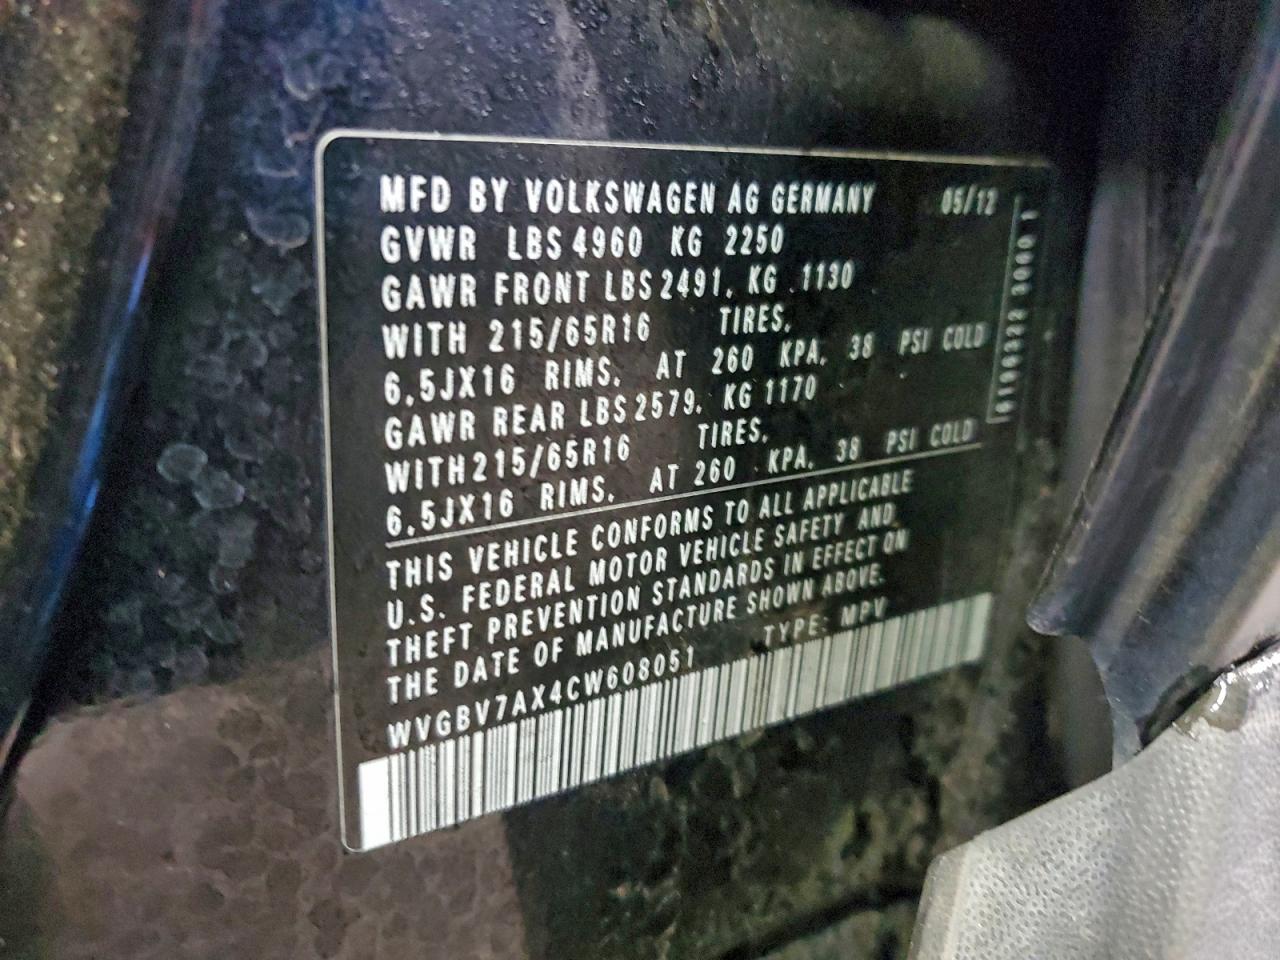 MFD BY VOLKSWAGEN AG GERMANY 05/12
GVWR LBS 4960 KG 2250
GAWR FRONT LBS 2491, KG 1130
WITH 215/65R16 TIRES,
6,5JX16 RIMS, AT 260 KPA, 38 PSI COLD
GAWR REAR LBS 2579, KG 1170
WITH 215/65R16 TIRES,
6,5JX16 RIMS, AT 260 KPA, 38 PSI COLD
THIS VEHICLE CONFORMS TO ALL APPLICABLE
U.S. FEDERAL MOTOR VEHICLE SAFETY AND
THEFT PREVENTION STANDARDS IN EFFECT ON
THE DATE OF MANUFACTURE SHOWN ABOVE.
WVGBV7AX4CW608051 TYPE: MPV